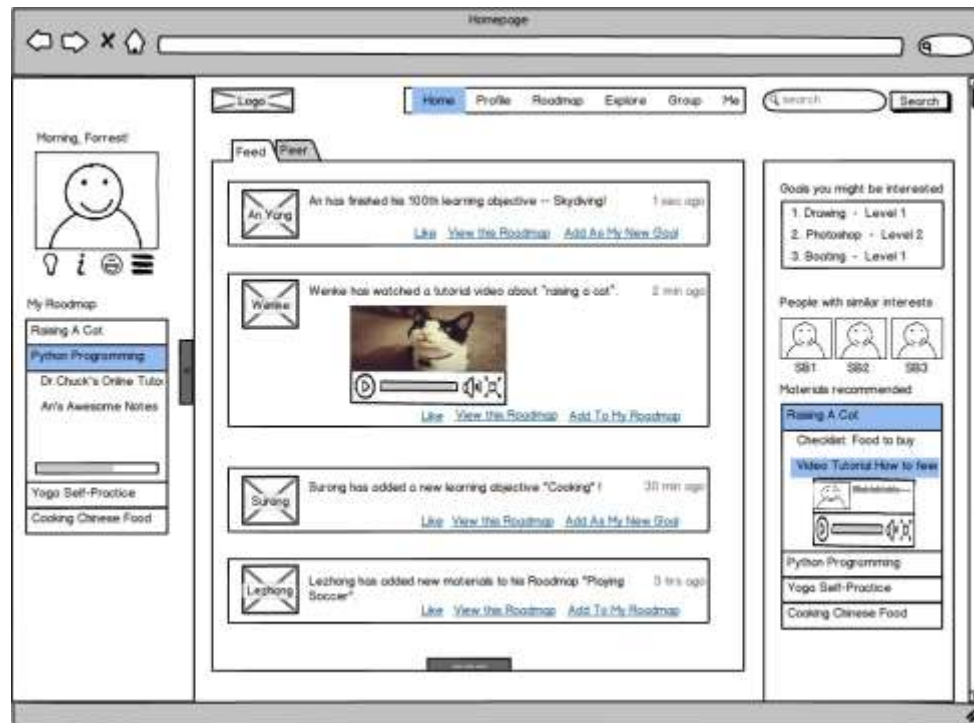 Homepage
Logo
Home Profile Roadmap Explore Group Me
search
Search
Morning, Forrest!
My Roadmap
Raising A Cat
Python Programming
Dr.Chuck's Online Tutor
An's Awesome Notes
Yoga Self-Practice
Cooking Chinese Food
Feed
Peer
An Yang
An has finished his 100th learning objective -- Skydiving!
1 sec ago
Like View this Roadmap Add As My New Goal
Wenke
Wenke has watched a tutorial video about "raising a cat".
2 min ago
Like View this Roadmap Add To My Roadmap
Surong
Surong has added a new learning objective "Cooking" !
30 min ago
Like View this Roadmap Add As My New Goal
Lezhong
Lezhong has added new materials to his Roadmap "Playing
Soccer"
3 hrs ago
Like View this Roadmap Add To My Roadmap
Goals you might be interested
1. Drawing - Level 1
2. Photoshop - Level 2
3. Boating - Level 1
People with similar interests
SB1 SB2 SB3
Materials recommended
Raising A Cat
Checklist: Food to buy
Video Tutorial:How to feed
Python Programming
Yoga Self-Practice
Cooking Chinese Food